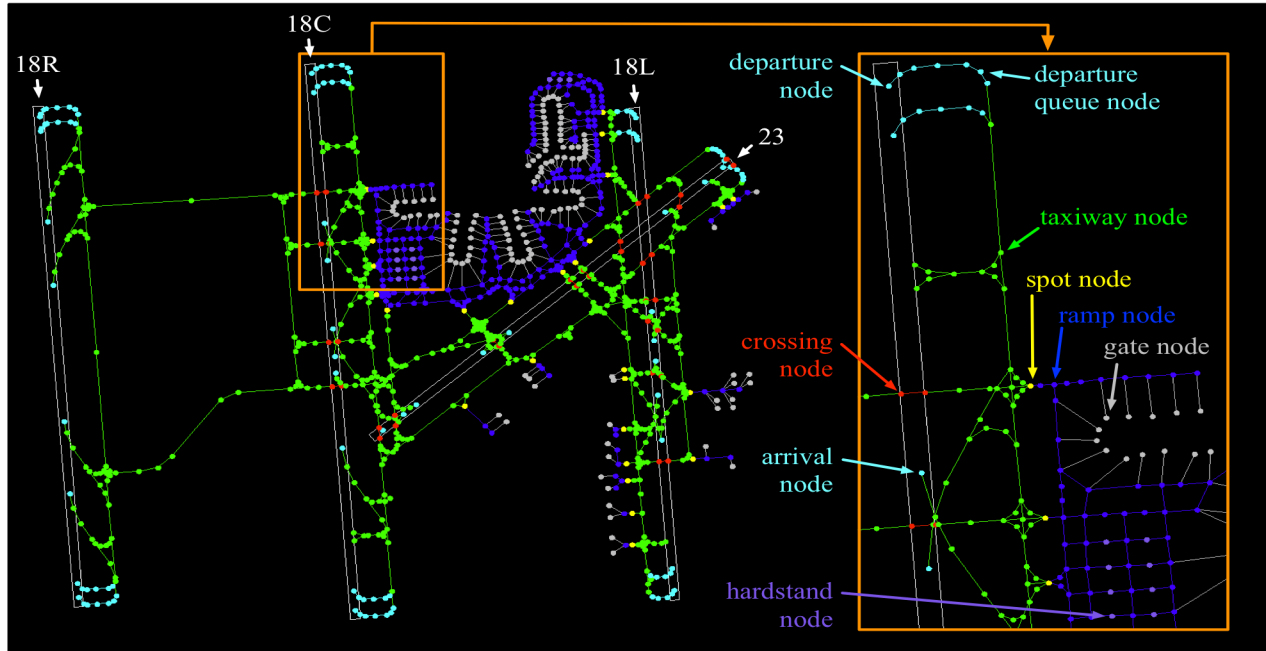 18R
18C
18L
23
departure
node
departure
queue node
taxiway node
spot node
ramp node
gate node
crossing
node
arrival
node
hardstand
node